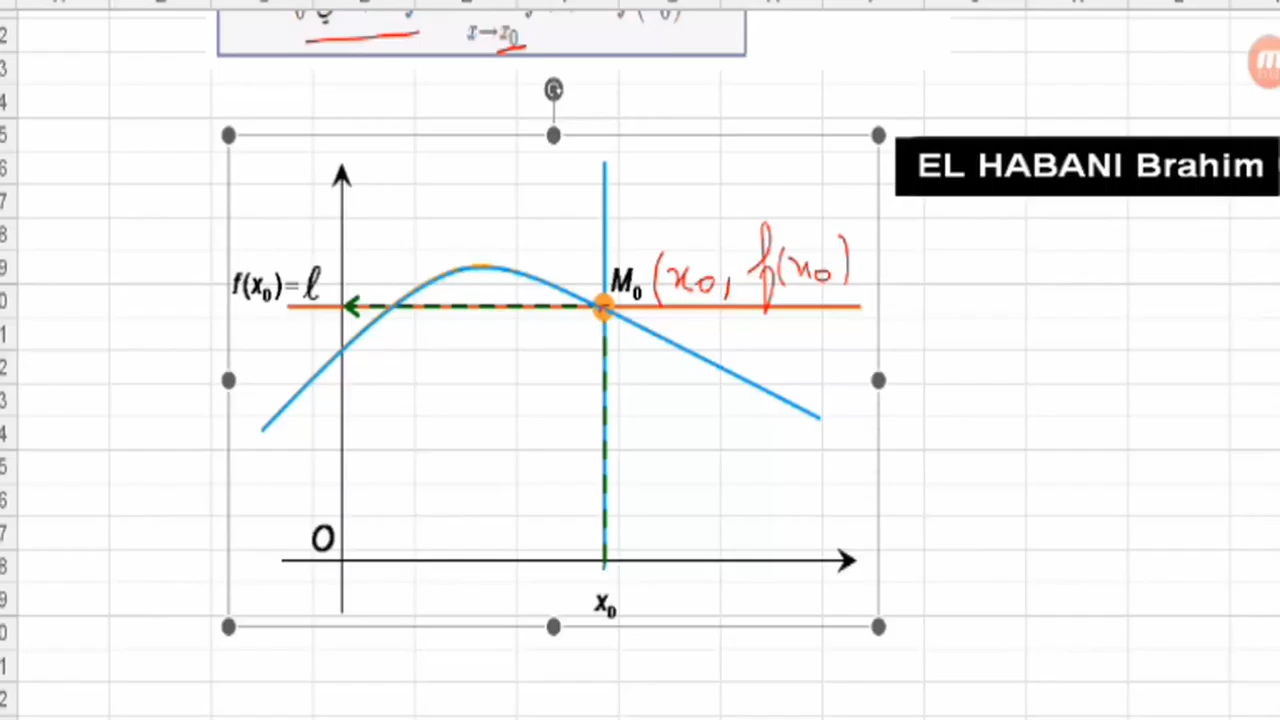 x→x₀
EL HABANI Brahim
f(x₀)=ℓ
M₀ (x₀, f(x₀)
O
x₀